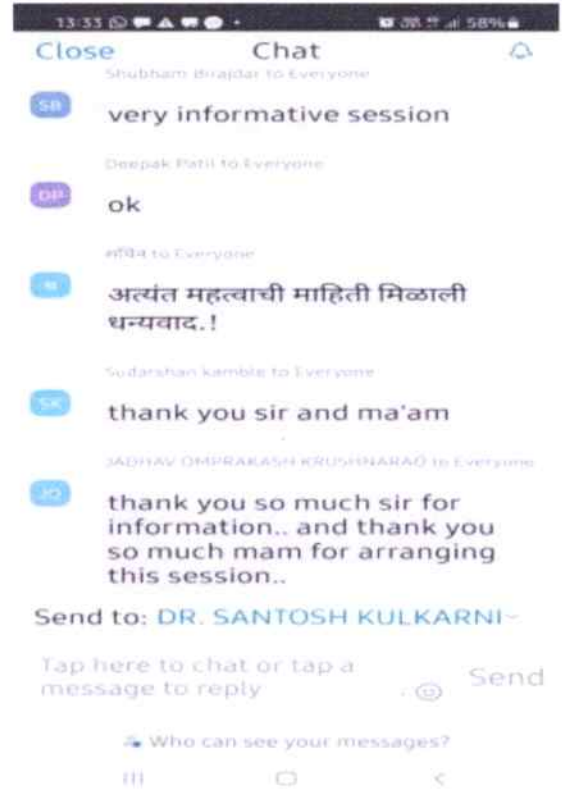 13:33
58%
Close Chat
Shubham Birajdar to Everyone
SB
very informative session
Deepak Patil to Everyone
DP
ok
सचिन to Everyone
स
अत्यंत महत्वाची माहिती मिळाली
धन्यवाद.!
Sudarshan kamble to Everyone
SK
thank you sir and ma'am
JADHAV OMPRAKASH KRUSHNARAO to Everyone
JO
thank you so much sir for
information.. and thank you
so much mam for arranging
this session..
Send to: DR. SANTOSH KULKARNI
Tap here to chat or tap a
message to reply
Send
Who can see your messages?